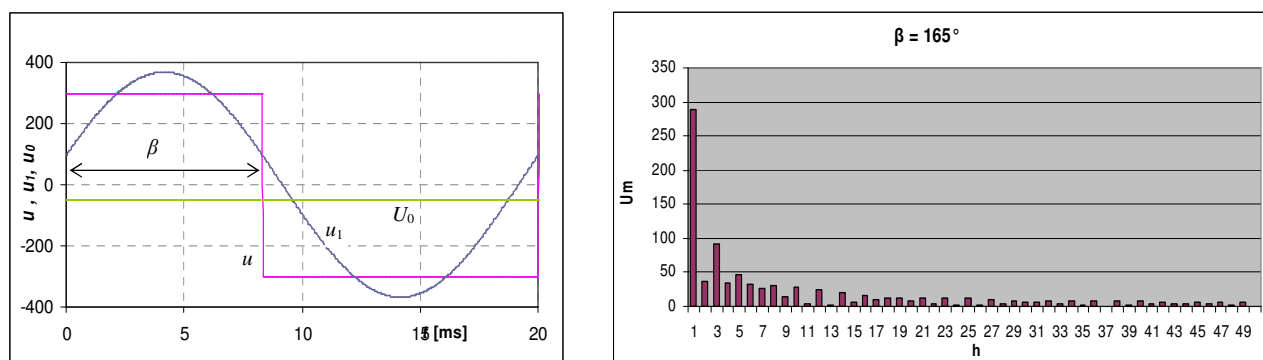 400
200
0
-200
-400
u , u1, u0
β
U0
u1
u
0 5 10 15 20
t [ms]
β = 165°
350
300
250
200
150
100
50
0
Um
1 3 5 7 9 11 13 15 17 19 21 23 25 27 29 31 33 35 37 39 41 43 45 47 49
h